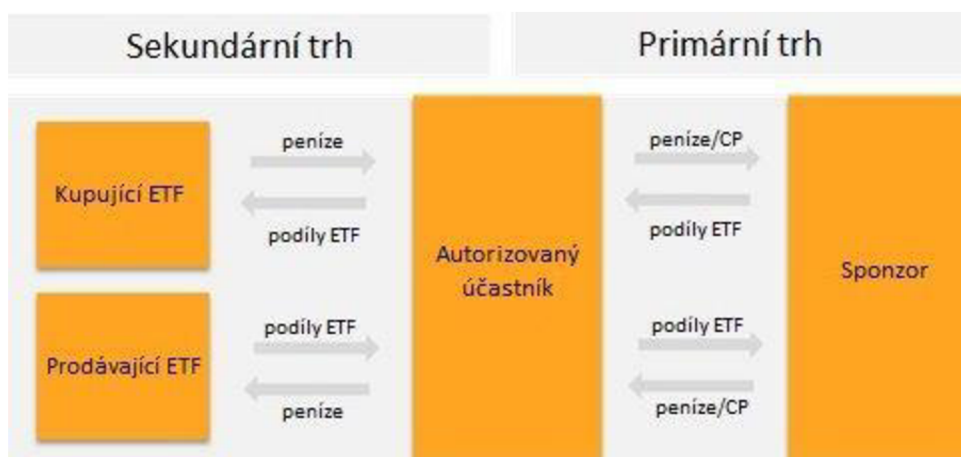 Sekundární trh
Primární trh
Kupující ETF
peníze
podíly ETF
Prodávající ETF
podíly ETF
peníze
Autorizovaný
účastník
peníze/CP
podíly ETF
podíly ETF
peníze/CP
Sponzor